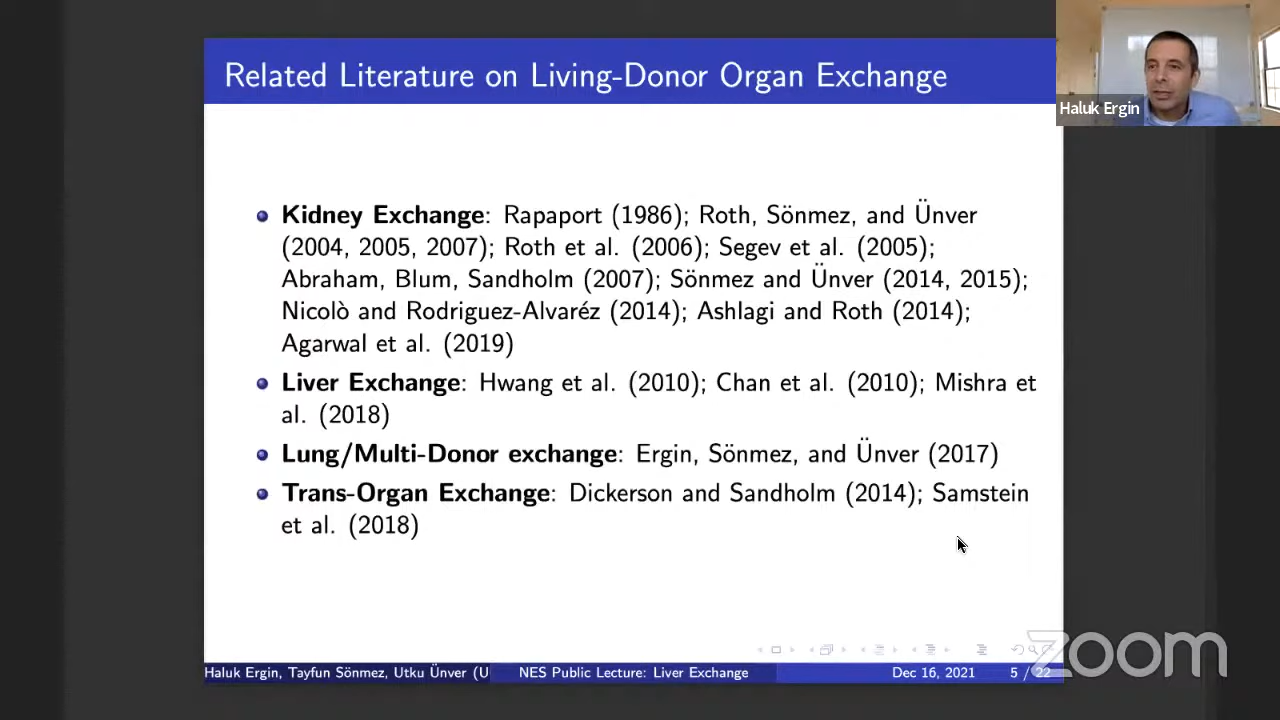 Related Literature on Living-Donor Organ Exchange
Haluk Ergin
Kidney Exchange: Rapaport (1986); Roth, Sönmez, and Ünver
(2004, 2005, 2007); Roth et al. (2006); Segev et al. (2005);
Abraham, Blum, Sandholm (2007); Sönmez and Ünver (2014, 2015);
Nicolò and Rodriguez-Alvaréz (2014); Ashlagi and Roth (2014);
Agarwal et al. (2019)
Liver Exchange: Hwang et al. (2010); Chan et al. (2010); Mishra et
al. (2018)
Lung/Multi-Donor exchange: Ergin, Sönmez, and Ünver (2017)
Trans-Organ Exchange: Dickerson and Sandholm (2014); Samstein
et al. (2018)
zoom
Haluk Ergin, Tayfun Sönmez, Utku Ünver (U NES Public Lecture: Liver Exchange Dec 16, 2021 5 / 22